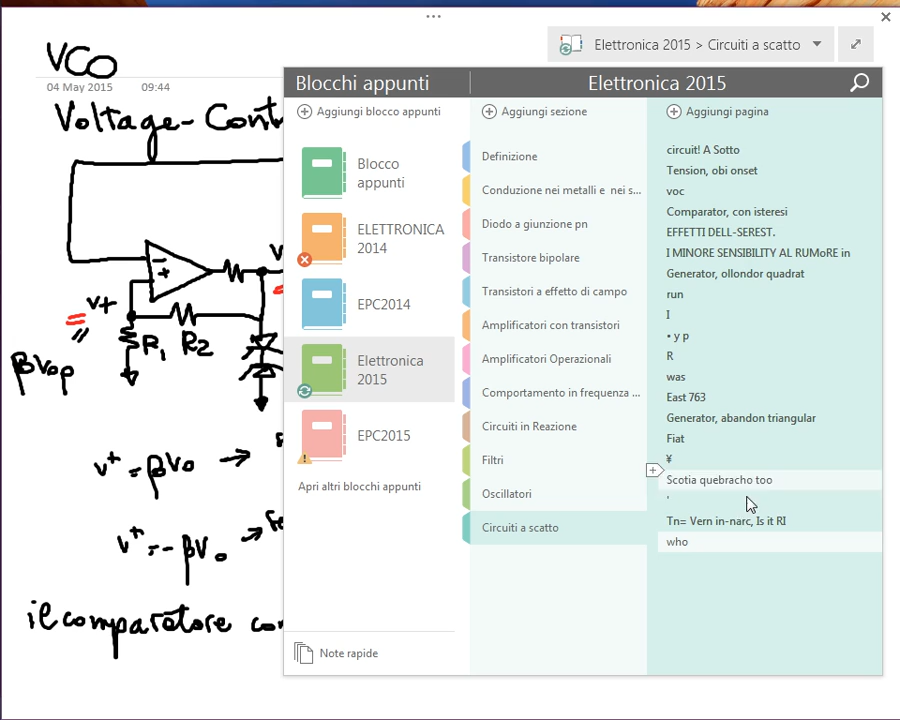 Elettronica 2015 > Circuiti a scatto
VCO
04 May 2015 09:44
Voltage-Cont
V+
R1 R2
βVop
v+ = βVo →
v+ = -βVo →
il comparatore con
Blocchi appunti
Elettronica 2015
Aggiungi blocco appunti
Blocco
appunti
ELETTRONICA
2014
EPC2014
Elettronica
2015
EPC2015
Apri altri blocchi appunti
Note rapide
Aggiungi sezione
Definizione
Conduzione nei metalli e nei s...
Diodo a giunzione pn
Transistore bipolare
Transistori a effetto di campo
Amplificatori con transistori
Amplificatori Operazionali
Comportamento in frequenza ...
Circuiti in Reazione
Filtri
Oscillatori
Circuiti a scatto
Aggiungi pagina
circuit! A Sotto
Tension, obi onset
voc
Comparator, con isteresi
EFFETTI DELL-SEREST.
I MINORE SENSIBILITY AL RUMoRE in
Generator, ollondor quadrat
run
I
• y p
R
was
East 763
Generator, abandon triangular
Fiat
¥
Scotia quebracho too
'
Tn= Vern in-narc, Is it RI
who